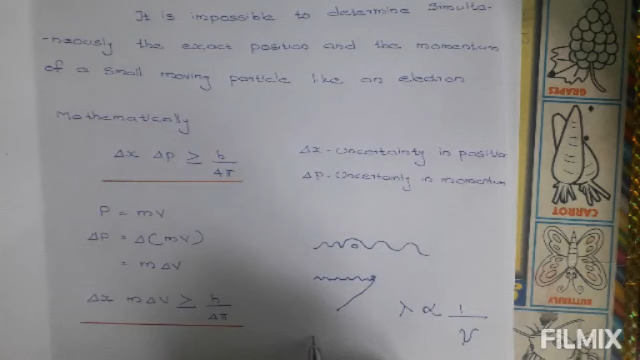 It is impossible to determine simulta-
-neously the exact position and the momentum
of a small moving particle like an electron
Mathematically
Δx Δp ≥ h/4π
Δx - uncertainty in position
Δp - uncertainty in momentum
P = mv
Δp = Δ(mv)
= mΔv
Δx mΔv ≥ h/4π
λ ∝ 1/ν
GRAPES
CARROT
BUTTERFLY
FILMIX